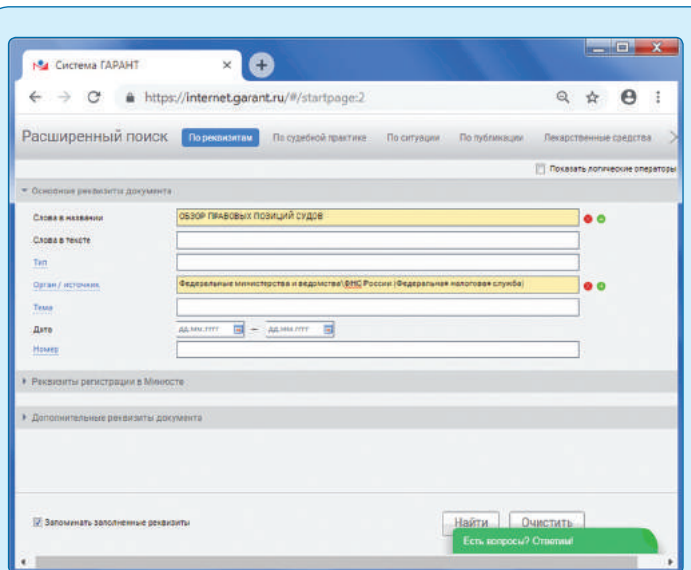 Система ГАРАНТ
https://internet.garant.ru/#/startpage:2
Расширенный поиск По реквизитам По судебной практике По ситуации По публикации Лекарственные средства
Показать логические операторы
Основные реквизиты документа
Слова в названии ОБЗОР ПРАВОВЫХ ПОЗИЦИЙ СУДОВ
Слова в тексте
Тип
Орган / источник Федеральные министерства и ведомства\ФНС России (Федеральная налоговая служба)
Тема
Дата дд.мм.гггг – дд.мм.гггг
Номер
Реквизиты регистрации в Минюсте
Дополнительные реквизиты документа
Запоминать заполненные реквизиты Найти Очистить
Есть вопросы? Ответим!